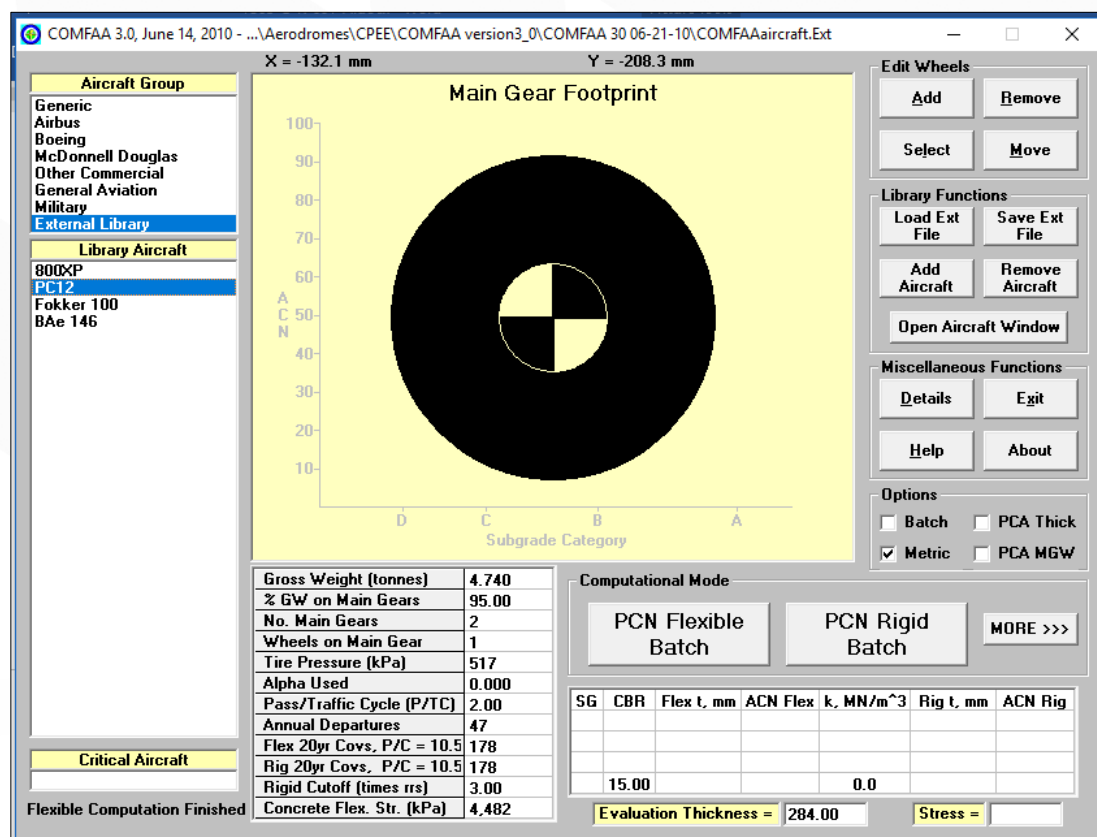 COMFAA 3.0, June 14, 2010 - ...\Aerodromes\CPEE\COMFAA version3_0\COMFAA 30 06-21-10\COMFAAaircraft.Ext
X = -132.1 mm Y = -208.3 mm
Aircraft Group
Generic
Airbus
Boeing
McDonnell Douglas
Other Commercial
General Aviation
Military
External Library
Library Aircraft
800XP
PC12
Fokker 100
BAe 146
Critical Aircraft
Flexible Computation Finished
Main Gear Footprint
100
90
80
70
60
50
40
30
20
10
ACN
D C B A
Subgrade Category
Gross Weight (tonnes) 4.740
% GW on Main Gears 95.00
No. Main Gears 2
Wheels on Main Gear 1
Tire Pressure (kPa) 517
Alpha Used 0.000
Pass/Traffic Cycle (P/TC) 2.00
Annual Departures 47
Flex 20yr Covs, P/C = 10.5 178
Rig 20yr Covs, P/C = 10.5 178
Rigid Cutoff (times rrs) 3.00
Concrete Flex. Str. (kPa) 4,482
Edit Wheels
Add Remove
Select Move
Library Functions
Load Ext File Save Ext File
Add Aircraft Remove Aircraft
Open Aircraft Window
Miscellaneous Functions
Details Exit
Help About
Options
Batch PCA Thick
Metric PCA MGW
Computational Mode
PCN Flexible Batch PCN Rigid Batch MORE >>>
SG CBR Flex t, mm ACN Flex k, MN/m^3 Rig t, mm ACN Rig
15.00 0.0
Evaluation Thickness = 284.00 Stress =